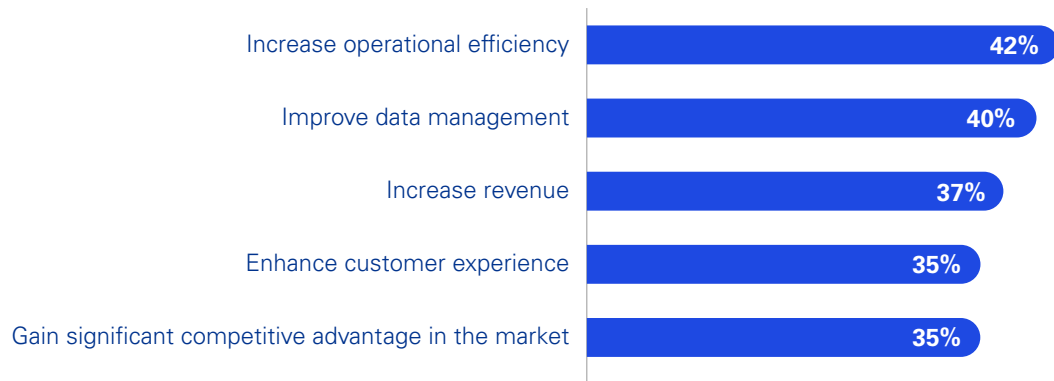 Increase operational efficiency 42%
Improve data management 40%
Increase revenue 37%
Enhance customer experience 35%
Gain significant competitive advantage in the market 35%